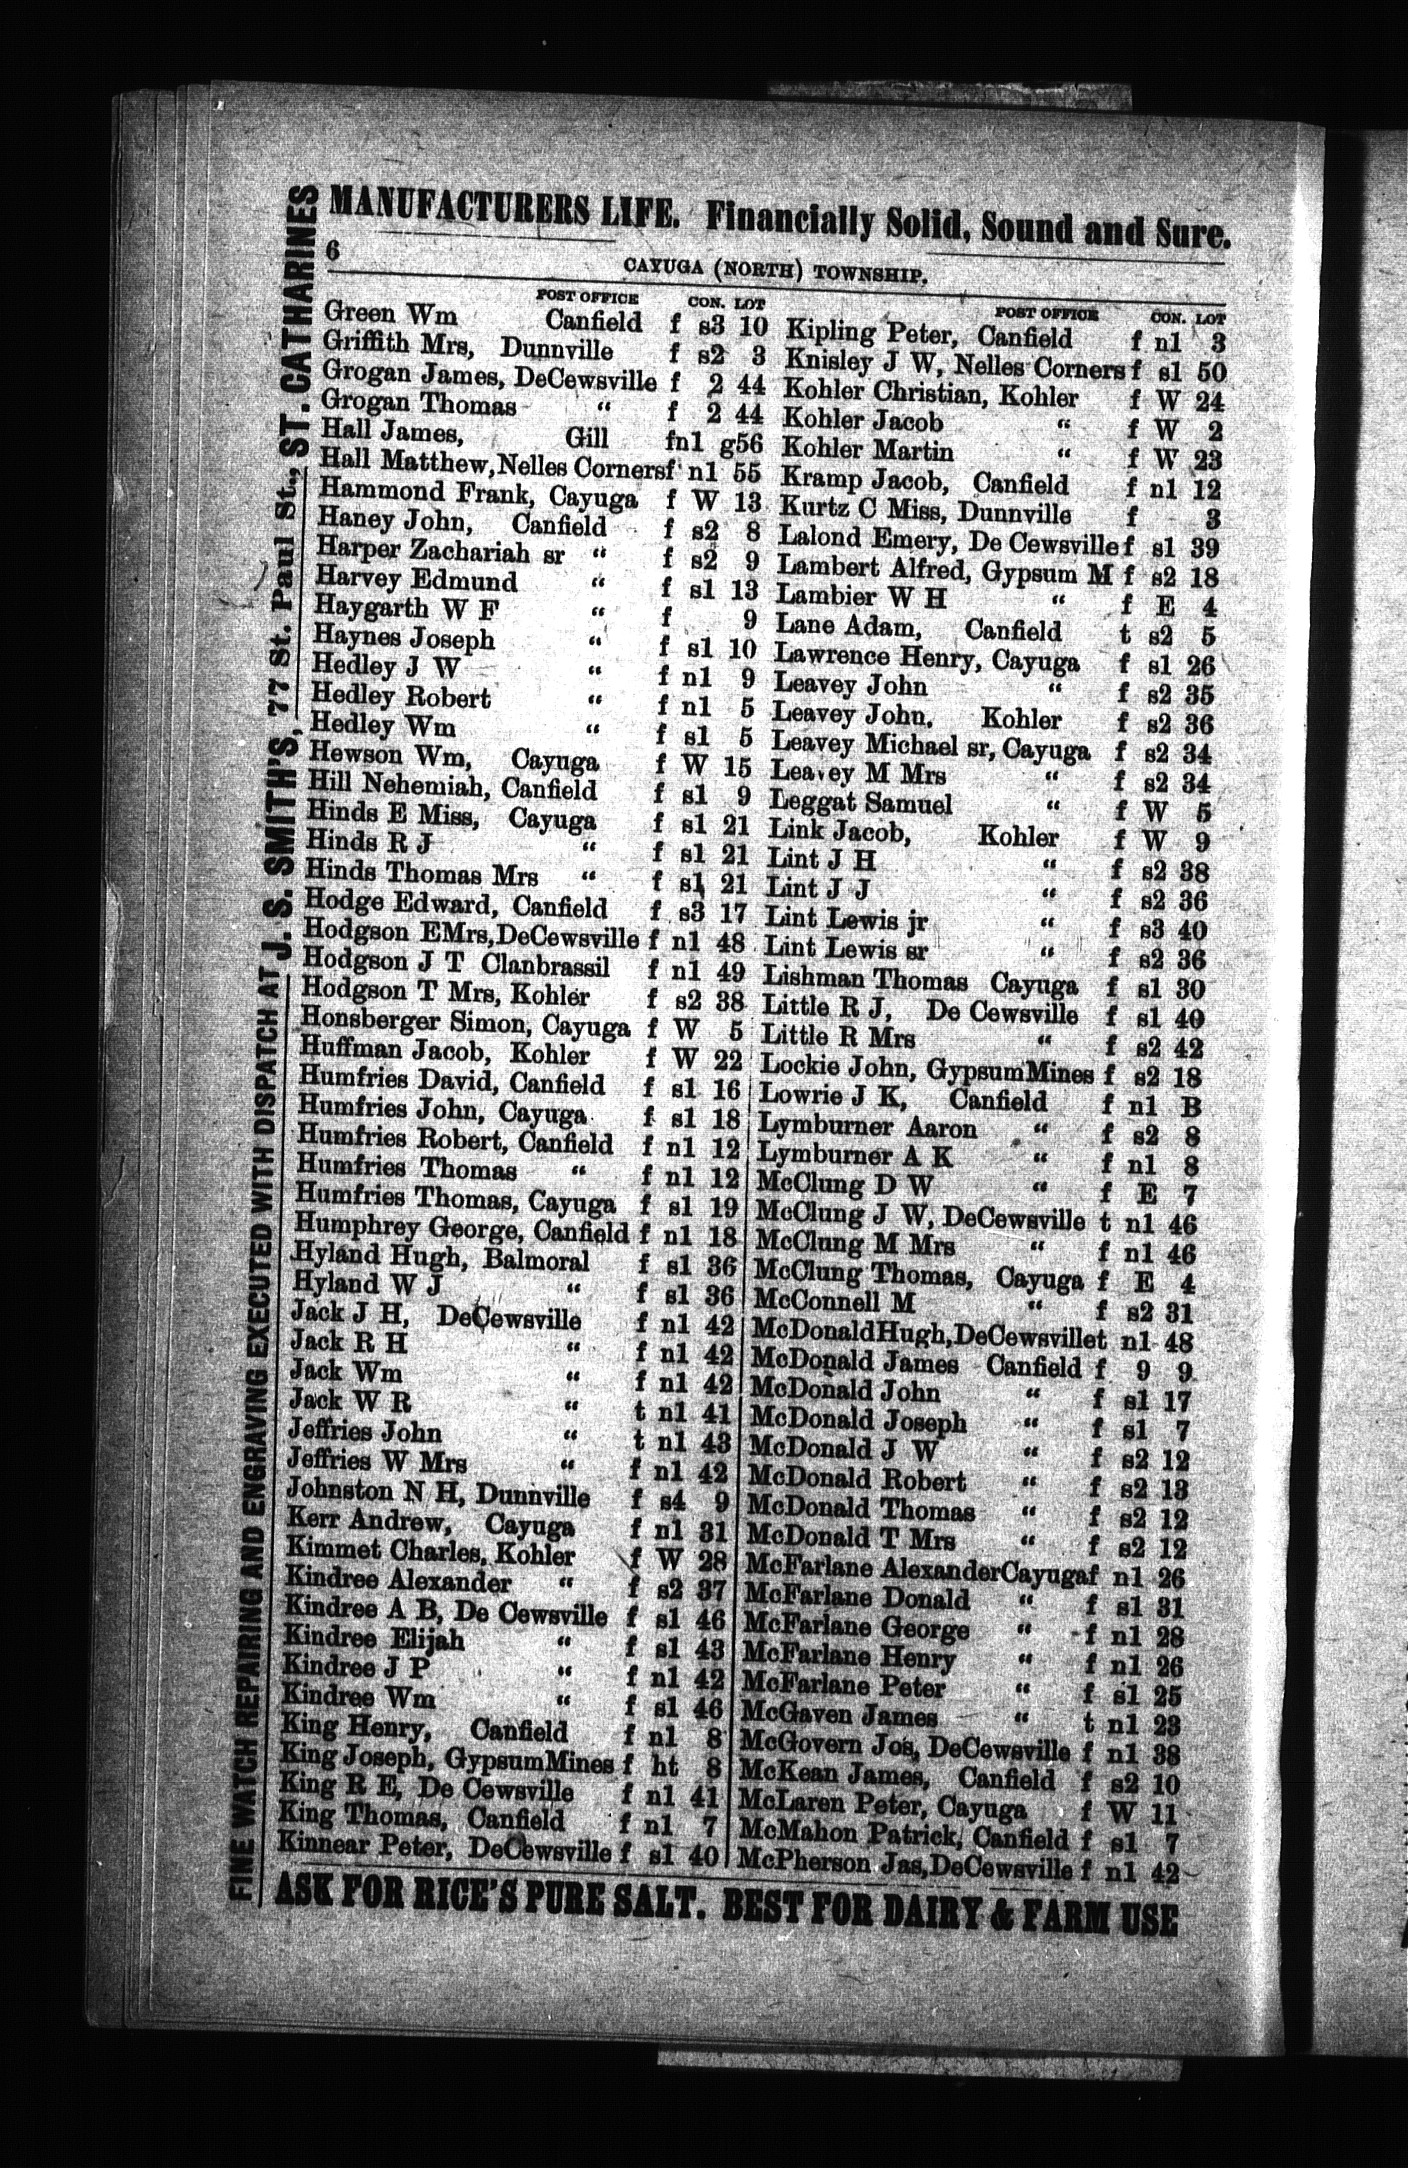 MANUFACTURERS LIFE. Financially Solid, Sound and Sure.
6
CAYUGA (NORTH) TOWNSHIP.
POST OFFICE CON. LOT
Green Wm Canfield f s3 10
Griffith Mrs, Dunnville f s2 3
Grogan James, DeCewsville f 2 44
Grogan Thomas “ f 2 44
Hall James, Gill fn1 g56
Hall Matthew, Nelles Corners f n1 55
Hammond Frank, Cayuga f W 13
Haney John, Canfield f s2 8
Harper Zachariah sr “ f s2 9
Harvey Edmund “ f s1 13
Haygarth W F “ f 9
Haynes Joseph “ f s1 10
Hedley J W “ f n1 9
Hedley Robert “ f n1 5
Hedley Wm “ f s1 5
Hewson Wm, Cayuga f W 15
Hill Nehemiah, Canfield f s1 9
Hinds E Miss, Cayuga f s1 21
Hinds R J “ f s1 21
Hinds Thomas Mrs “ f s1 21
Hodge Edward, Canfield f s3 17
Hodgson E Mrs, DeCewsville f n1 48
Hodgson J T Clanbrassil f n1 49
Hodgson T Mrs, Kohler f s2 38
Honsberger Simon, Cayuga f W 5
Huffman Jacob, Kohler f W 22
Humfries David, Canfield f s1 16
Humfries John, Cayuga f s1 18
Humfries Robert, Canfield f n1 12
Humfries Thomas “ f n1 12
Humfries Thomas, Cayuga f s1 19
Humphrey George, Canfield f n1 18
Hyland Hugh, Balmoral f s1 36
Hyland W J “ f s1 36
Jack J H, DeCewsville f n1 42
Jack R H “ f n1 42
Jack Wm “ f n1 42
Jack W R “ t n1 41
Jeffries John “ t n1 43
Jeffries W Mrs “ f n1 42
Johnston N H, Dunnville f s4 9
Kerr Andrew, Cayuga f n1 31
Kimmet Charles, Kohler f W 28
Kindree Alexander “ f s2 37
Kindree A B, De Cewsville f s1 46
Kindree Elijah “ f s1 43
Kindree J P “ f n1 42
Kindree Wm “ f s1 46
King Henry, Canfield f n1 8
King Joseph, Gypsum Mines f ht 8
King R E, De Cewsville f n1 41
King Thomas, Canfield f n1 7
Kinnear Peter, DeCewsville f s1 40
POST OFFICE CON. LOT
Kipling Peter, Canfield f n1 3
Knisley J W, Nelles Corners f s1 50
Kohler Christian, Kohler f W 24
Kohler Jacob “ f W 2
Kohler Martin “ f W 23
Kramp Jacob, Canfield f n1 12
Kurtz C Miss, Dunnville f 3
Lalond Emery, De Cewsville f s1 39
Lambert Alfred, Gypsum M f s2 18
Lambier W H “ f E 4
Lane Adam, Canfield t s2 5
Lawrence Henry, Cayuga f s1 26
Leavey John “ f s2 35
Leavey John, Kohler f s2 36
Leavey Michael sr, Cayuga f s2 34
Leavey M Mrs “ f s2 34
Leggat Samuel “ f W 5
Link Jacob, Kohler f W 9
Lint J H “ f s2 38
Lint J J “ f s2 36
Lint Lewis jr “ f s3 40
Lint Lewis sr “ f s2 36
Lishman Thomas Cayuga f s1 30
Little R J, De Cewsville f s1 40
Little R Mrs “ f s2 42
Lockie John, Gypsum Mines f s2 18
Lowrie J K, Canfield f n1 B
Lymburner Aaron “ f s2 8
Lymburner A K “ f n1 8
McClung D W “ f E 7
McClung J W, DeCewsville t n1 46
McClung M Mrs “ f n1 46
McClung Thomas, Cayuga f E 4
McConnell M “ f s2 31
McDonald Hugh, DeCewsville t n1 48
McDonald James Canfield f 9 9
McDonald John “ f s1 17
McDonald Joseph “ f s1 7
McDonald J W “ f s2 12
McDonald Robert “ f s2 13
McDonald Thomas “ f s2 12
McDonald T Mrs “ f s2 12
McFarlane Alexander Cayuga f n1 26
McFarlane Donald “ f s1 31
McFarlane George “ f n1 28
McFarlane Henry “ f n1 26
McFarlane Peter “ f s1 25
McGaven James “ t n1 23
McGovern Jos, DeCewsville f n1 38
McKean James, Canfield f s2 10
McLaren Peter, Cayuga f W 11
McMahon Patrick, Canfield f s1 7
McPherson Jas, DeCewsville f n1 42
ASK FOR RICE'S PURE SALT. BEST FOR DAIRY & FARM USE
FINE WATCH REPAIRING AND ENGRAVING EXECUTED WITH DISPATCH AT J. S. SMITH'S, 77 St. Paul St., ST. CATHARINES